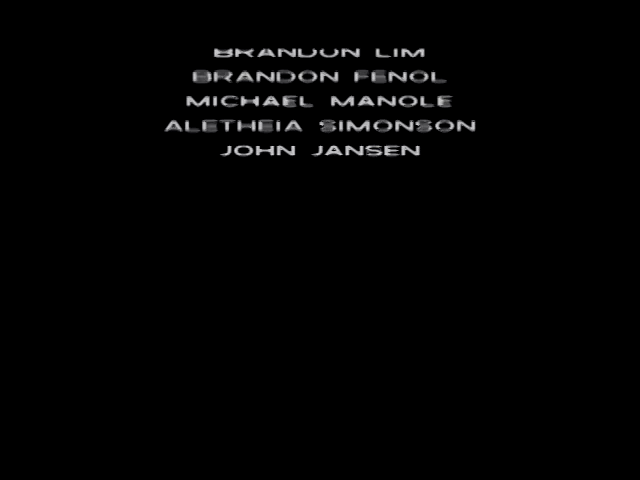 BRANDON LIM
BRANDON FENOL
MICHAEL MANOLE
ALETHEIA SIMONSON
JOHN JANSEN